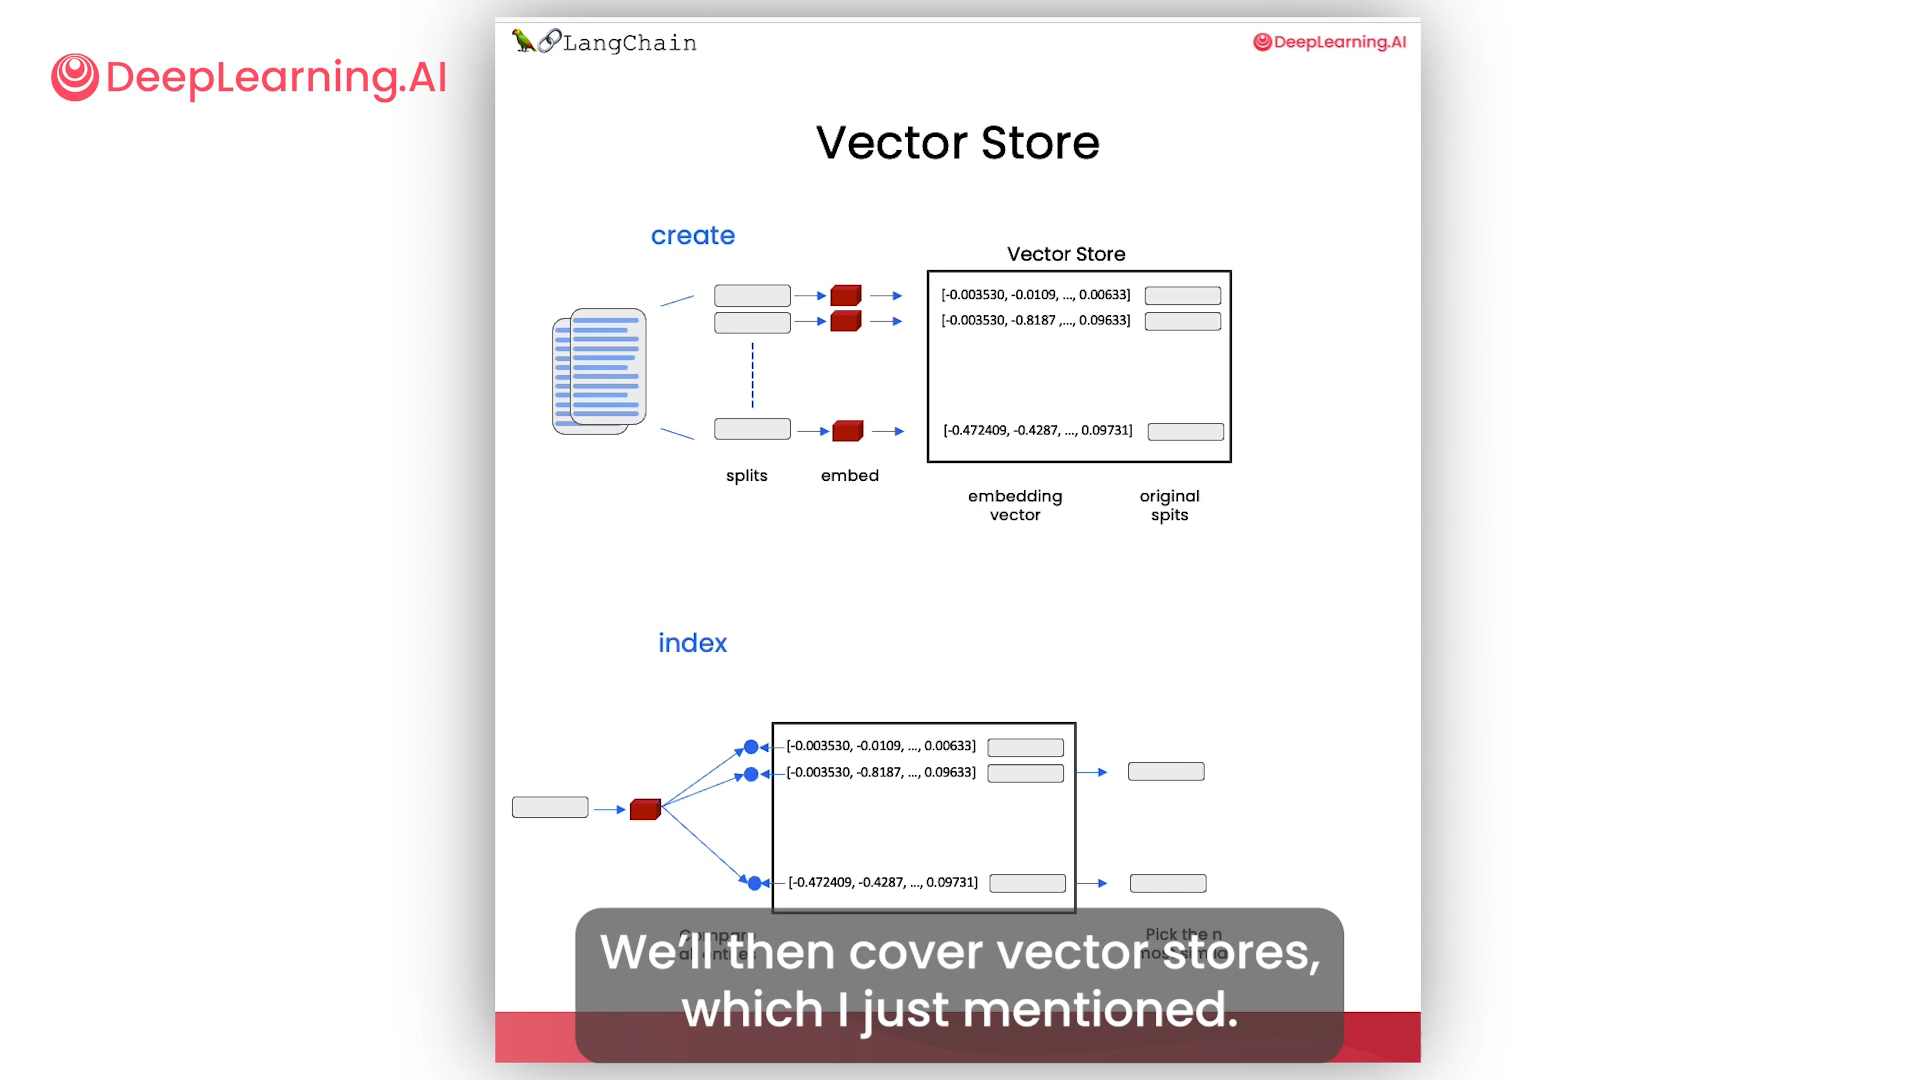 DeepLearning.AI
LangChain
DeepLearning.AI
Vector Store
create
Vector Store
[-0.003530, -0.0109, ..., 0.00633]
[-0.003530, -0.8187 ,..., 0.09633]
[-0.472409, -0.4287, ..., 0.09731]
splits
embed
embedding
vector
original
spits
index
[-0.003530, -0.0109, ..., 0.00633]
[-0.003530, -0.8187, ..., 0.09633]
[-0.472409, -0.4287, ..., 0.09731]
Pick the n
We’ll then cover vector stores,
which I just mentioned.